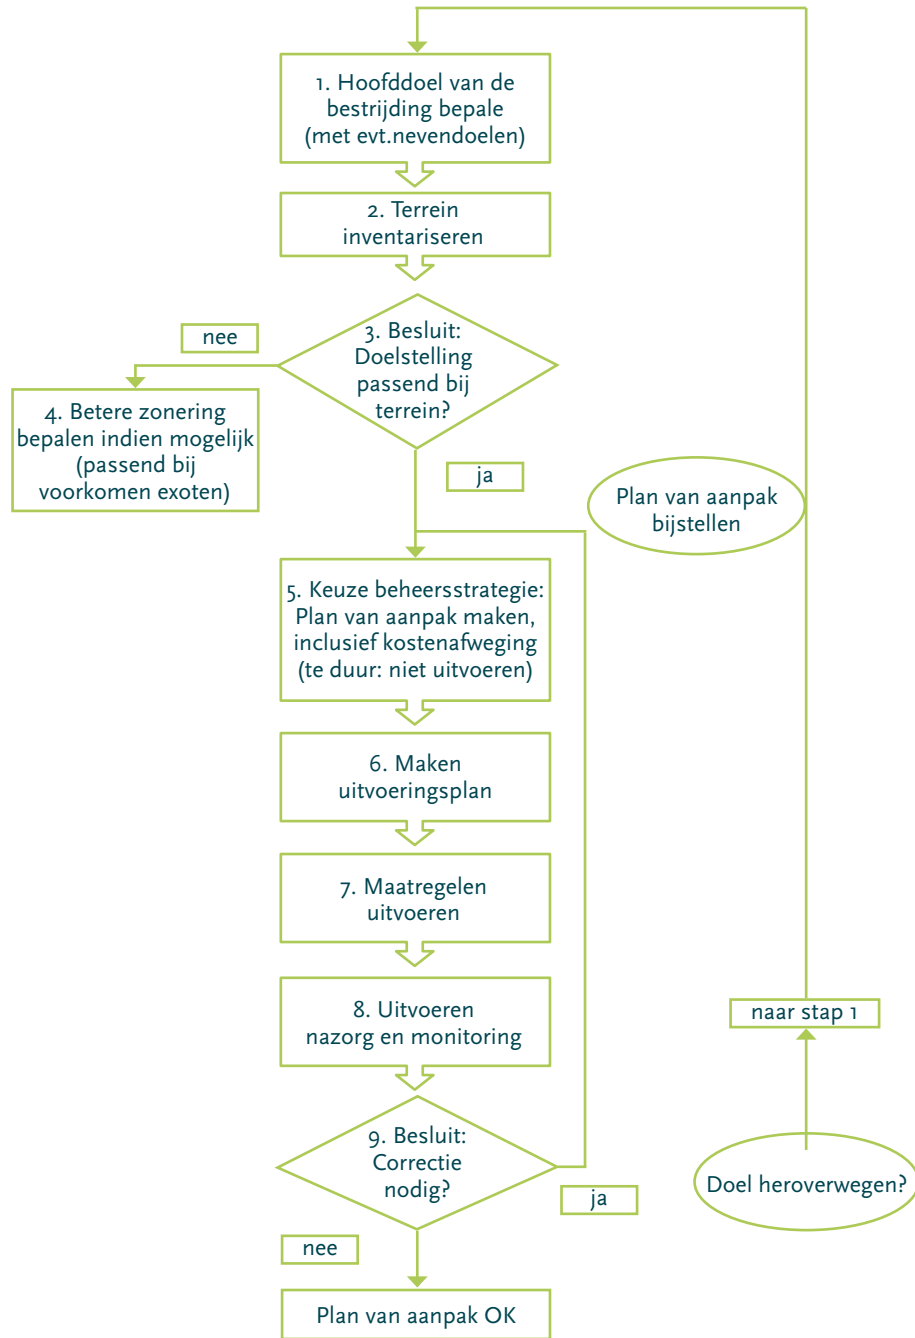 1. Hoofddoel van de
bestrijding bepale
(met evt.nevendoelen)
2. Terrein
inventariseren
3. Besluit:
Doelstelling
passend bij
terrein?
nee
4. Betere zonering
bepalen indien mogelijk
(passend bij
voorkomen exoten)
ja
Plan van aanpak
bijstellen
5. Keuze beheersstrategie:
Plan van aanpak maken,
inclusief kostenafweging
(te duur: niet uitvoeren)
6. Maken
uitvoeringsplan
7. Maatregelen
uitvoeren
8. Uitvoeren
nazorg en monitoring
naar stap 1
9. Besluit:
Correctie
nodig?
ja
Doel heroverwegen?
nee
Plan van aanpak OK